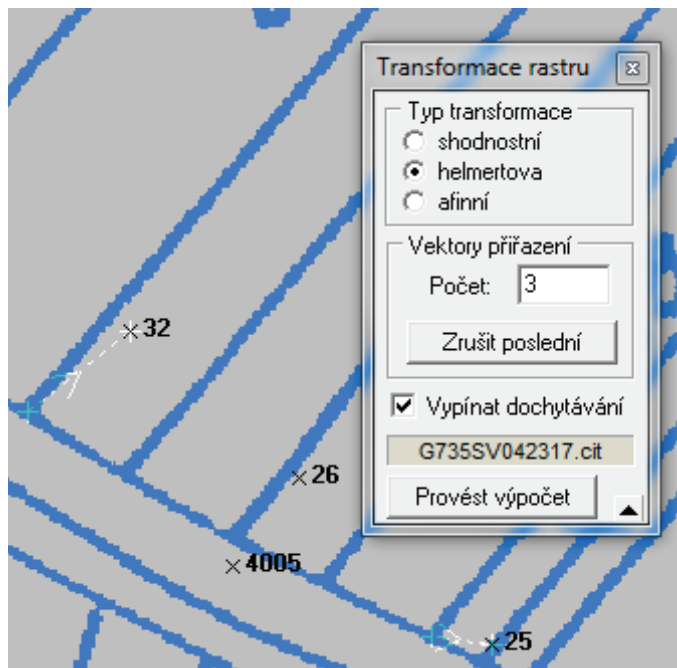 Transformace rastru
Typ transformace
shodnostní
helmertova
afinní
Vektory přiřazení
Počet: 3
Zrušit poslední
Vypínat dochytávání
G735SV042317.cit
Provést výpočet
32
26
4005
25